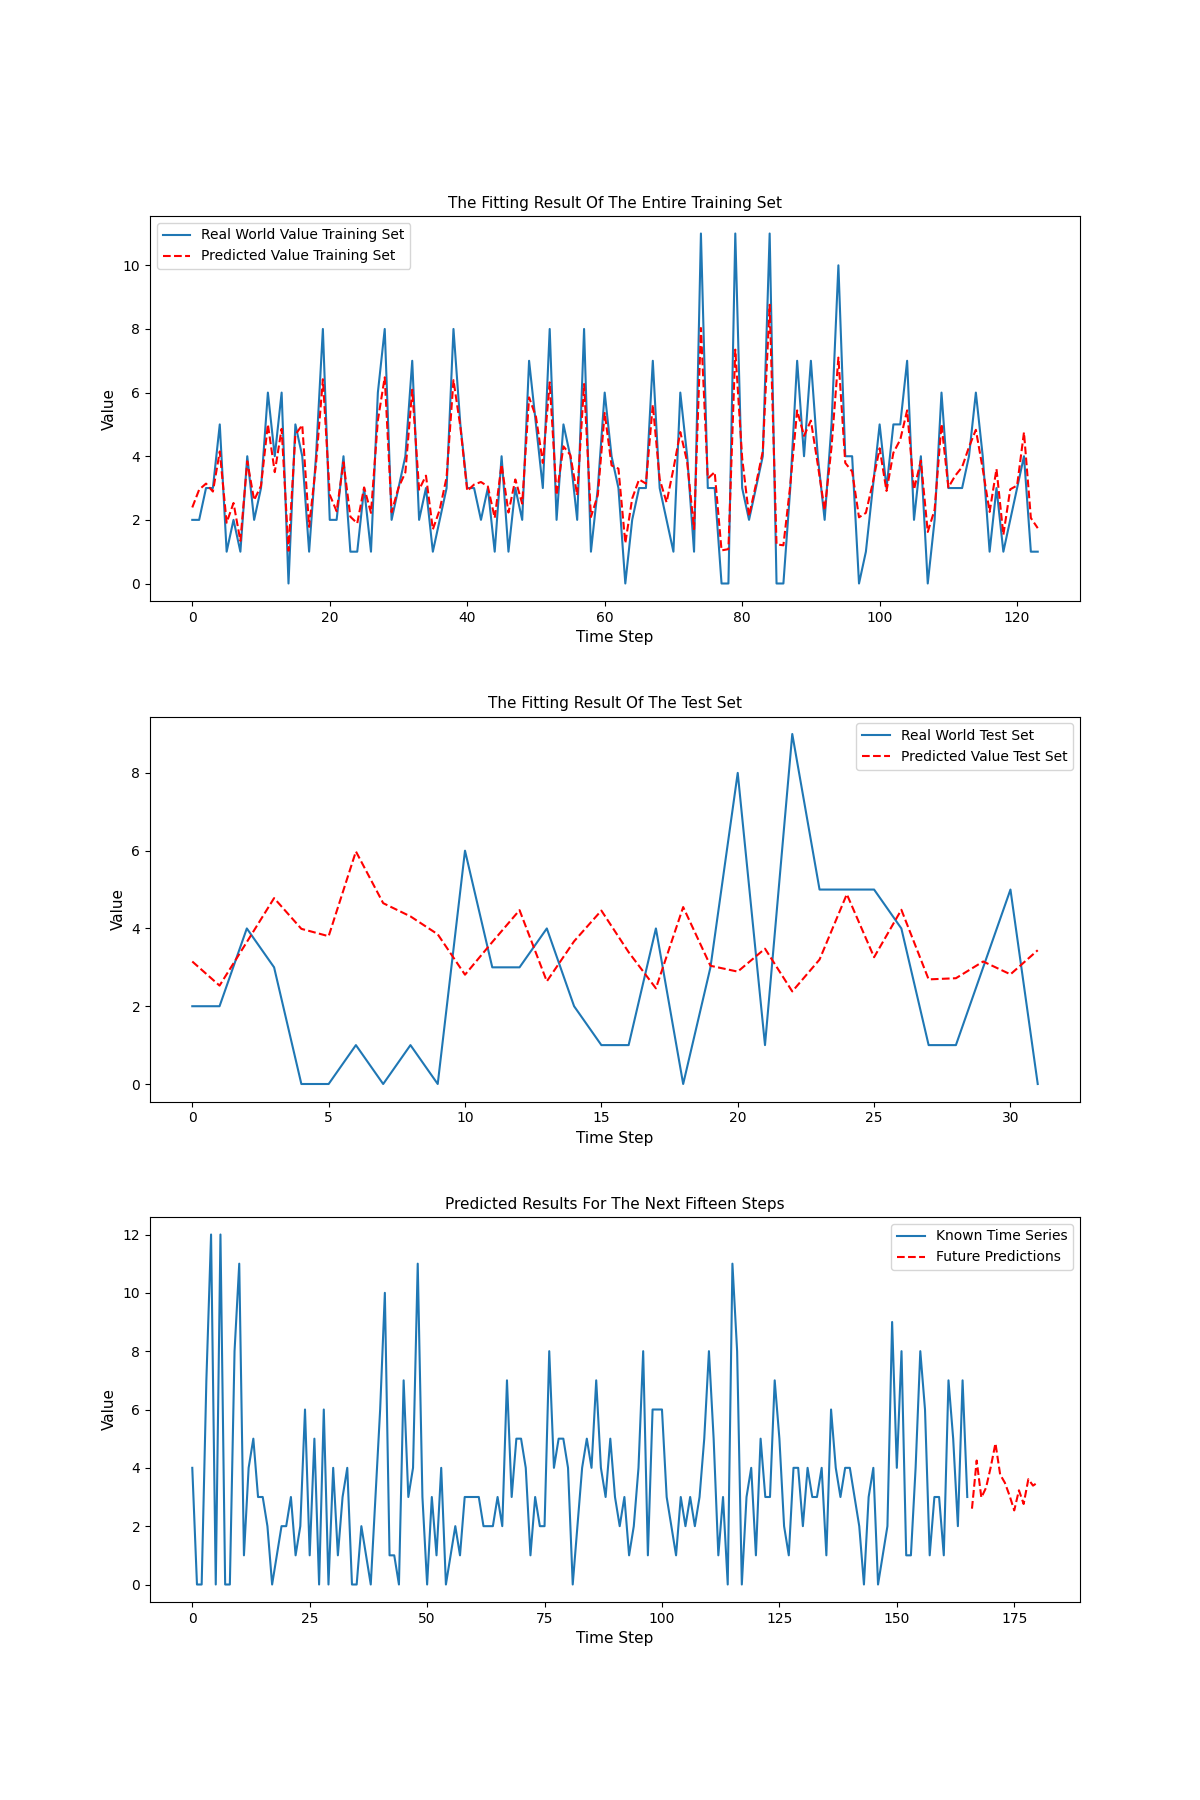 The Fitting Result Of The Entire Training Set
Real World Value Training Set
Predicted Value Training Set
Value
10
8
6
4
2
0
0 20 40 60 80 100 120
Time Step
The Fitting Result Of The Test Set
Real World Test Set
Predicted Value Test Set
Value
8
6
4
2
0
0 5 10 15 20 25 30
Time Step
Predicted Results For The Next Fifteen Steps
Known Time Series
Future Predictions
Value
12
10
8
6
4
2
0
0 25 50 75 100 125 150 175
Time Step